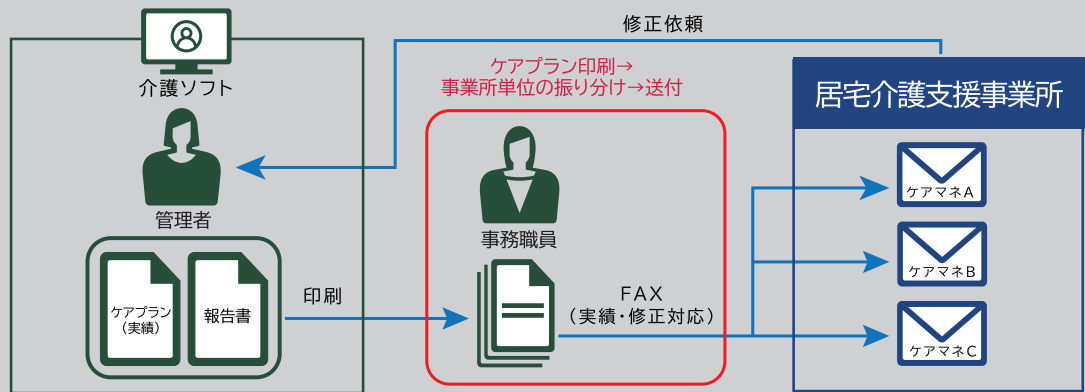 介護ソフト
管理者
ケアプラン
（実績）
報告書
印刷
修正依頼
ケアプラン印刷→
事業所単位の振り分け→送付
事務職員
FAX
（実績・修正対応）
居宅介護支援事業所
ケアマネA
ケアマネB
ケアマネC